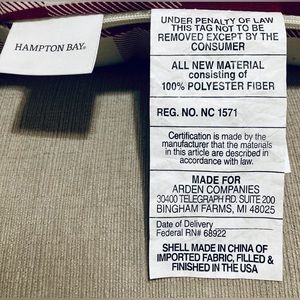 HAMPTON BAY®
UNDER PENALTY OF LAW
THIS TAG NOT TO BE
REMOVED EXCEPT BY THE
CONSUMER
ALL NEW MATERIAL
consisting of
100% POLYESTER FIBER
REG. NO. NC 1571
Certification is made by the
manufacturer that the materials
in this article are described in
accordance with law.
MADE FOR
ARDEN COMPANIES
30400 TELEGRAPH RD. SUITE 200
BINGHAM FARMS, MI 48025
Date of Delivery
Federal RN# 68922
SHELL MADE IN CHINA OF
IMPORTED FABRIC, FILLED &
FINISHED IN THE USA